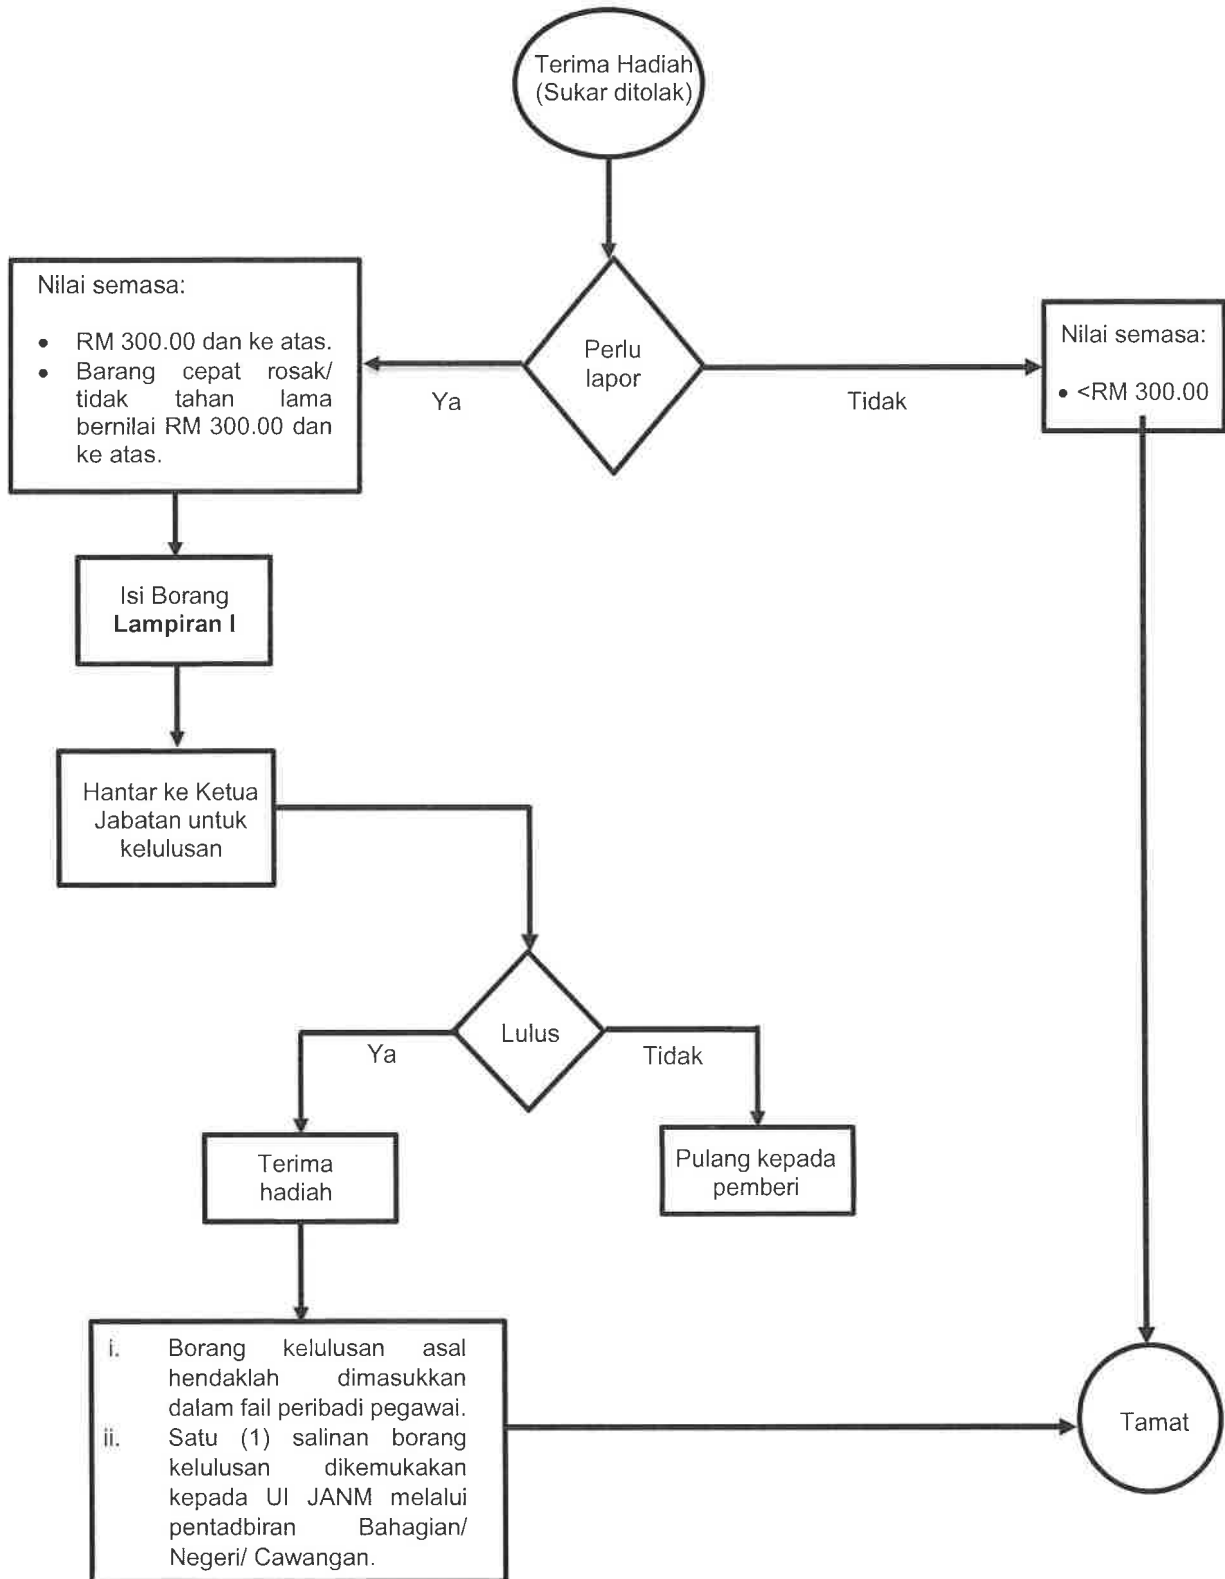 Terima Hadiah
(Sukar ditolak)
Nilai semasa:
• RM 300.00 dan ke atas.
• Barang cepat rosak/
tidak tahan lama
bernilai RM 300.00 dan
ke atas.
Ya
Perlu
lapor
Tidak
Nilai semasa:
• <RM 300.00
Isi Borang
Lampiran I
Hantar ke Ketua
Jabatan untuk
kelulusan
Ya
Lulus
Tidak
Terima
hadiah
Pulang kepada
pemberi
i. Borang kelulusan asal
hendaklah dimasukkan
dalam fail peribadi pegawai.
ii. Satu (1) salinan borang
kelulusan dikemukakan
kepada UI JANM melalui
pentadbiran Bahagian/
Negeri/ Cawangan.
Tamat